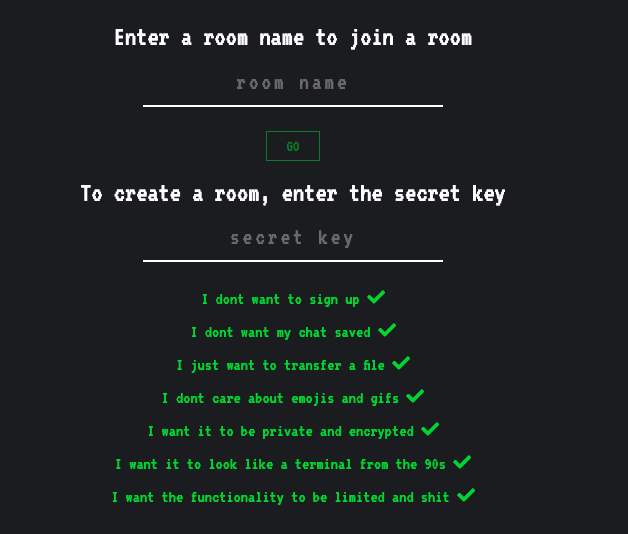 Enter a room name to join a room
room name
GO
To create a room, enter the secret key
secret key
I dont want to sign up
I dont want my chat saved
I just want to transfer a file
I dont care about emojis and gifs
I want it to be private and encrypted
I want it to look like a terminal from the 90s
I want the functionality to be limited and shit